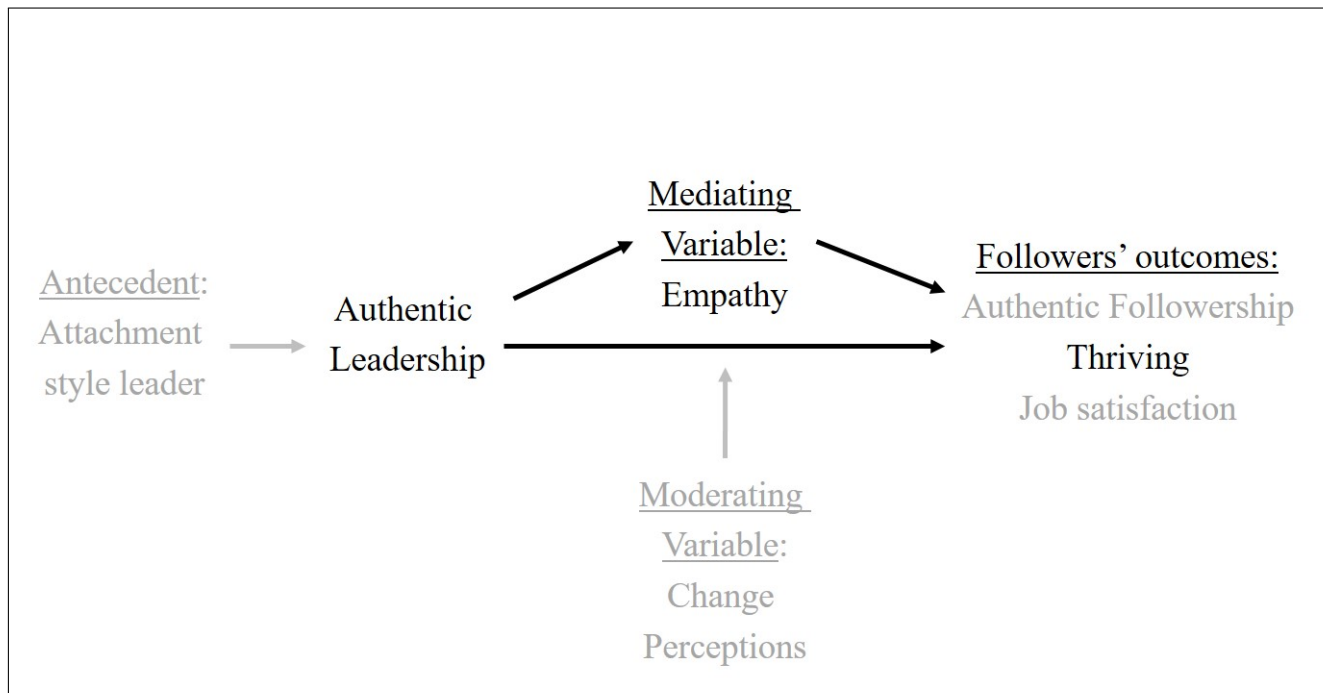 Antecedent:
Attachment
style leader
Authentic
Leadership
Mediating
Variable:
Empathy
Followers’ outcomes:
Authentic Followership
Thriving
Job satisfaction
Moderating
Variable:
Change
Perceptions